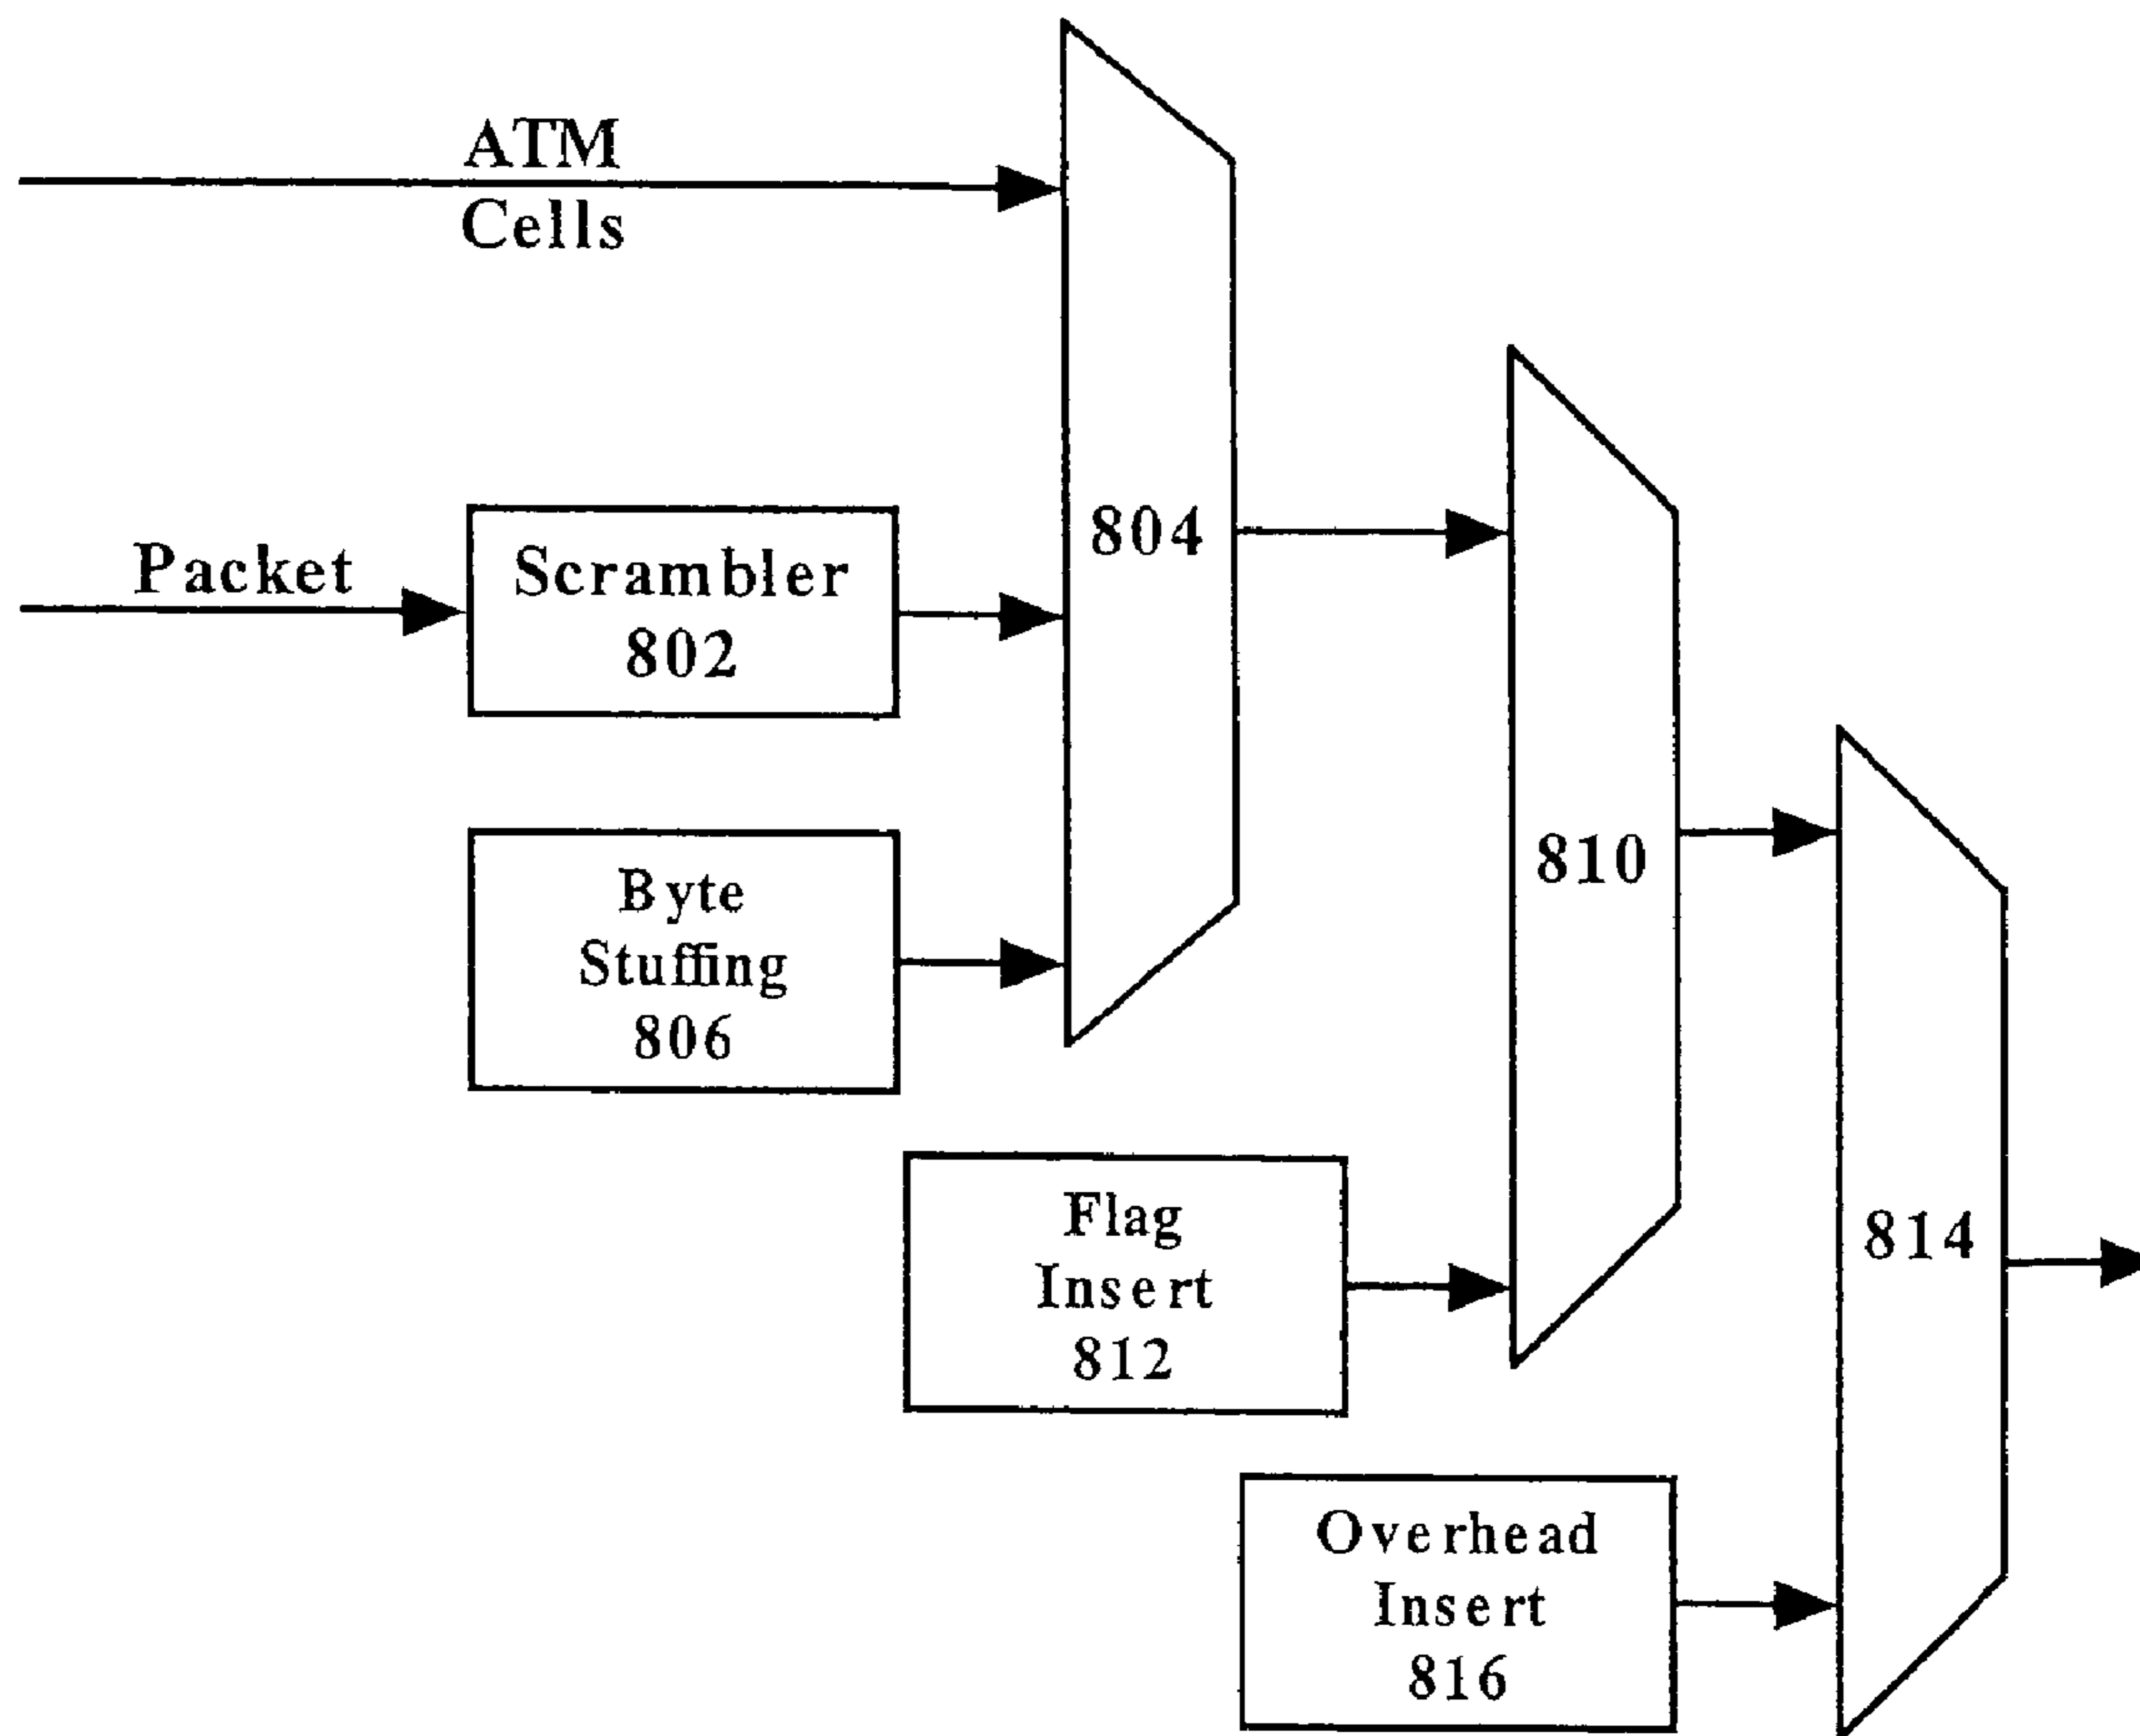 ATM
Cells
804
Packet
Scrambler
802
810
Byte
Stuffing
806
814
Flag
Insert
812
Overhead
Insert
816